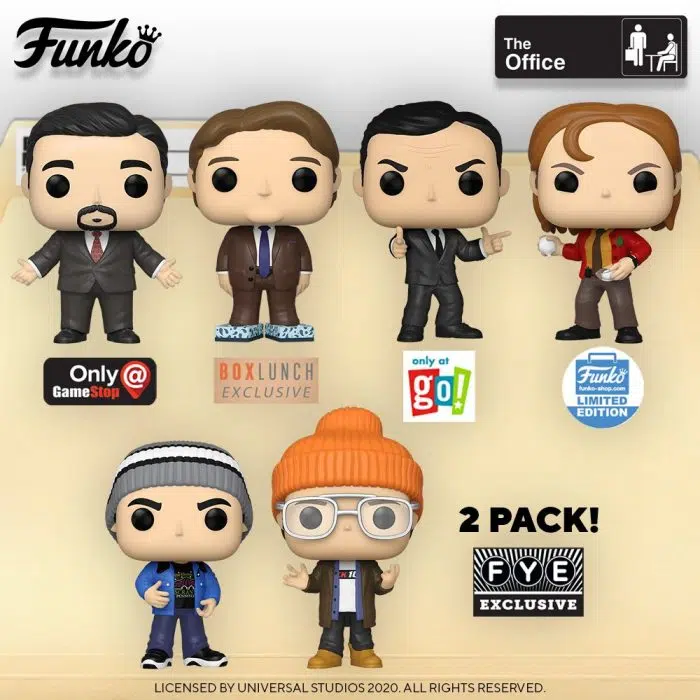 Funko
The
Office
Only @
GameStop
BOXLUNCH
EXCLUSIVE
only at
go!
Funko
funko-shop.com
LIMITED
EDITION
2 PACK!
FYE
EXCLUSIVE
LICENSED BY UNIVERSAL STUDIOS 2020. ALL RIGHTS RESERVED.